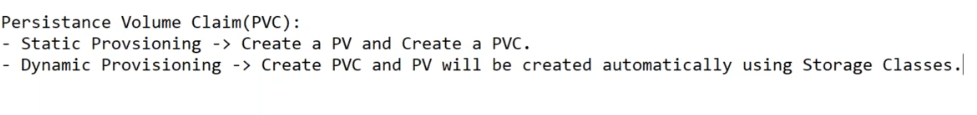 Persistance Volume Claim(PVC):
- Static Provsioning -> Create a PV and Create a PVC.
- Dynamic Provisioning -> Create PVC and PV will be created automatically using Storage Classes.